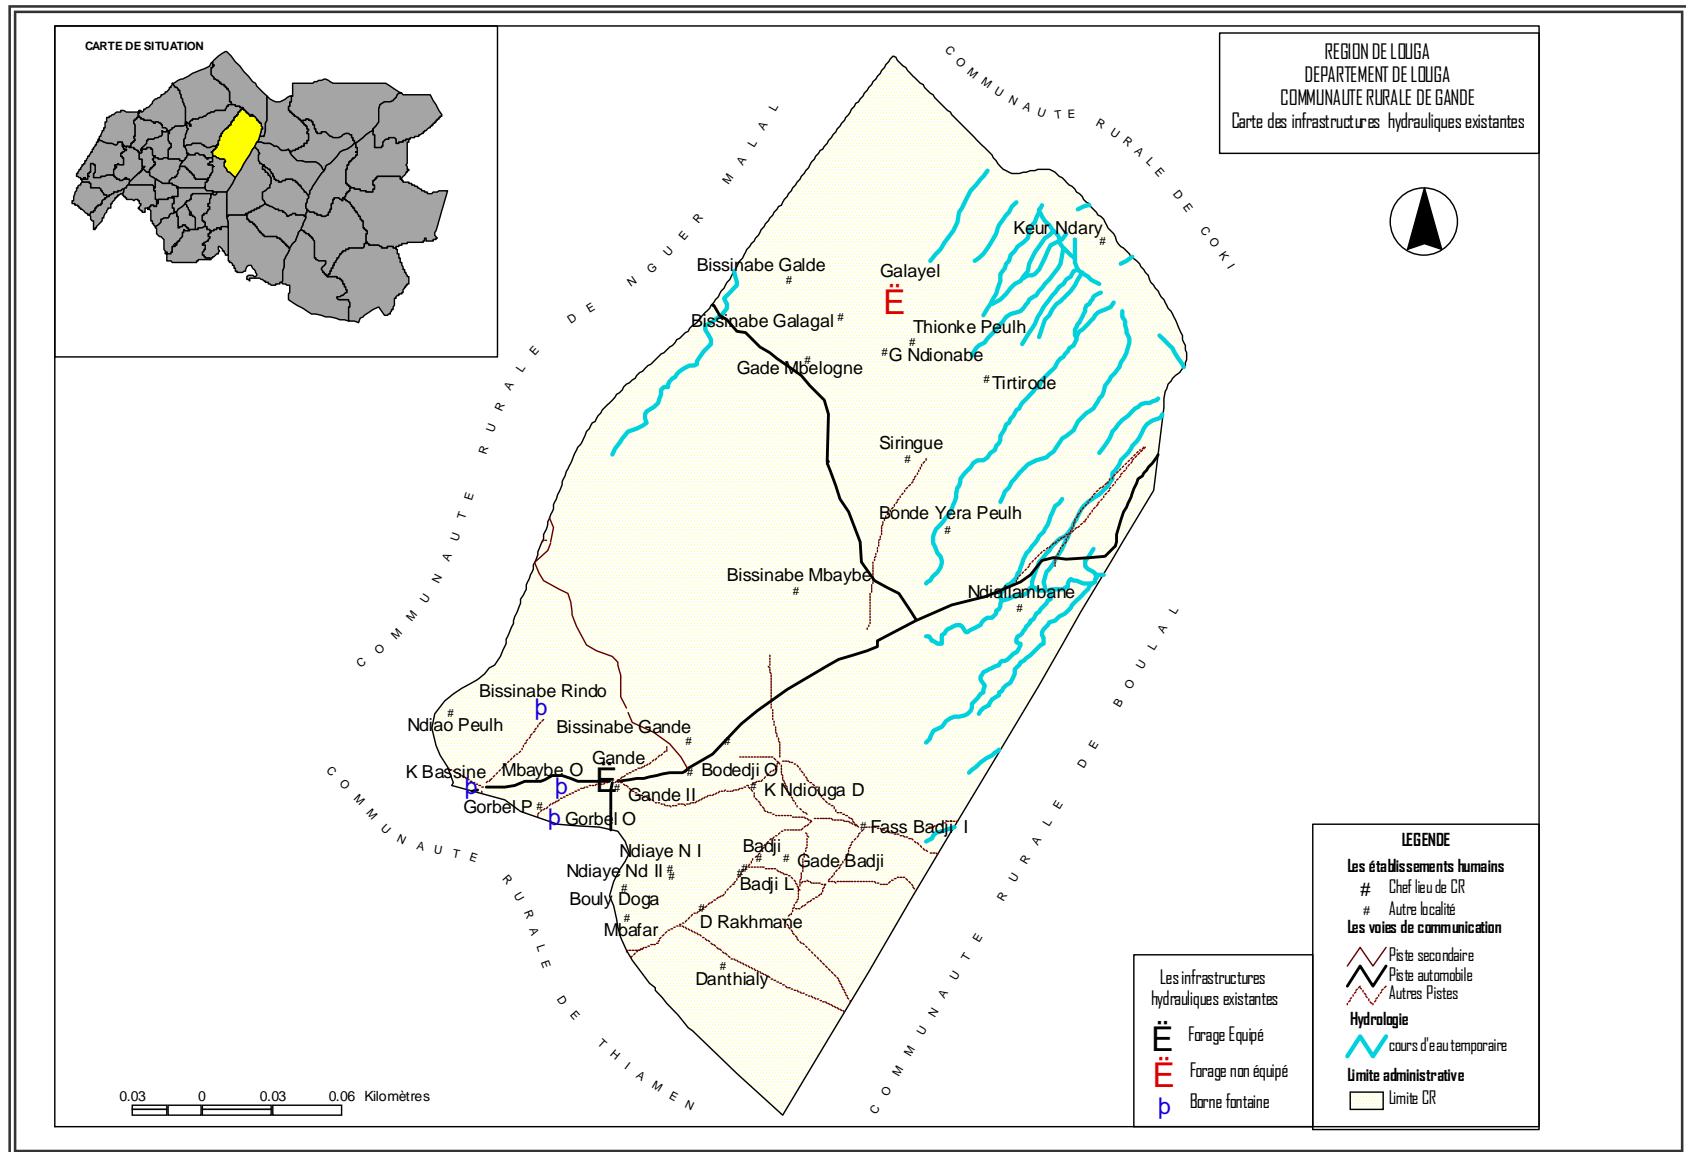 CARTE DE SITUATION
REGION DE LOUGA
DEPARTEMENT DE LOUGA
COMMUNAUTE RURALE DE GANDE
Carte des infrastructures hydrauliques existantes
COMMUNAUTE RURALE DE NGUER MALAL
COMMUNAUTE RURALE DE COKI
COMMUNAUTE RURALE DE BOULAL
COMMUNAUTE RURALE DE THIAMEN
Keur Ndary
Bissinabe Galde
Galayel
Ë
Bissinabe Galagal
Thionke Peulh
G Ndionabe
Gade Mbelogne
Tirtirode
Siringue
Bonde Yera Peulh
Bissinabe Mbaybe
Ndiallambane
Bissinabe Rindo
þ
Ndiao Peulh
Bissinabe Gande
Gande
Ë
K Bassine
þ
Mbaybe O
þ
Bodedji O
Gande II
K Ndiouga D
Gorbel P
þ
Gorbel O
Fass Badji I
Ndiaye N I
Badji
Gade Badji
Ndiaye Nd II
Badji L
Bouly Doga
D Rakhmane
Mbafar
Danthialy
0.03 0 0.03 0.06 Kilomètres
Les infrastructures
hydrauliques existantes
Ë Forage Equipé
Ë Forage non équipé
þ Borne fontaine
LEGENDE
Les établissements humains
# Chef lieu de CR
# Autre localité
Les voies de communication
Piste secondaire
Piste automobile
Autres Pistes
Hydrologie
cours d'eau temporaire
Limite administrative
Limite CR